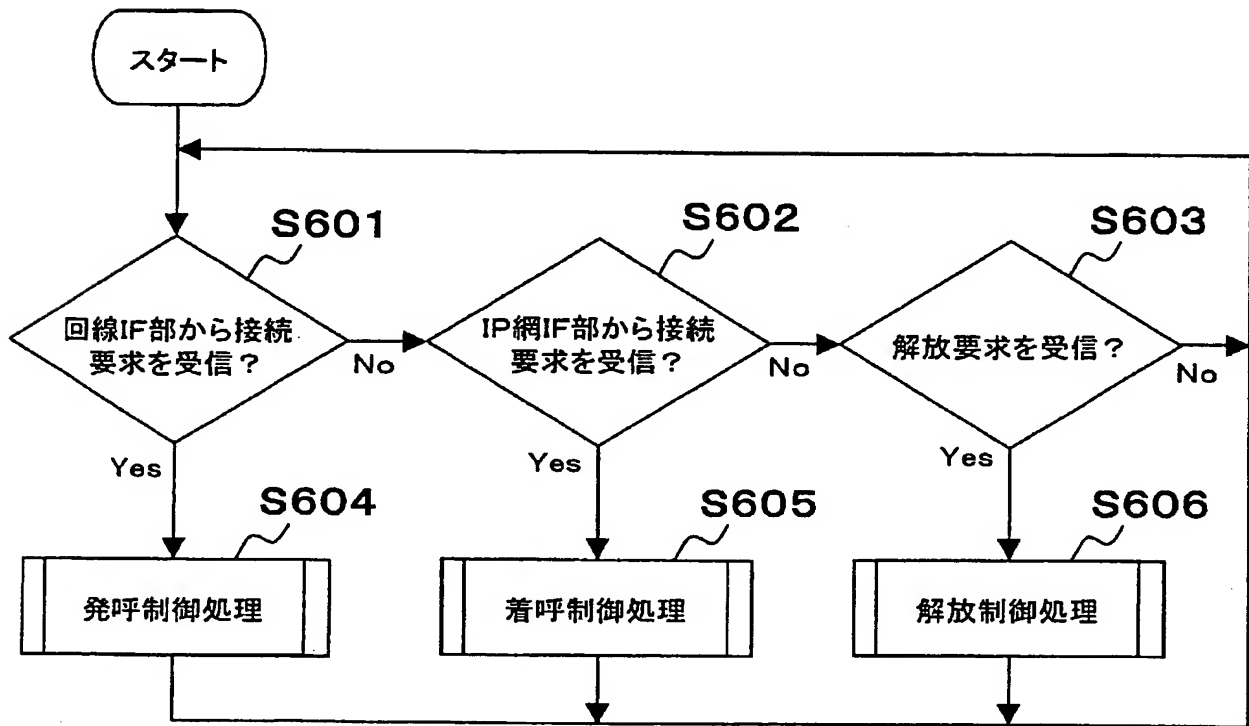 スタート
S601
回線IF部から接続
要求を受信?
No
Yes
S602
IP網IF部から接続
要求を受信?
No
Yes
S603
解放要求を受信?
No
Yes
S604
発呼制御処理
S605
着呼制御処理
S606
解放制御処理